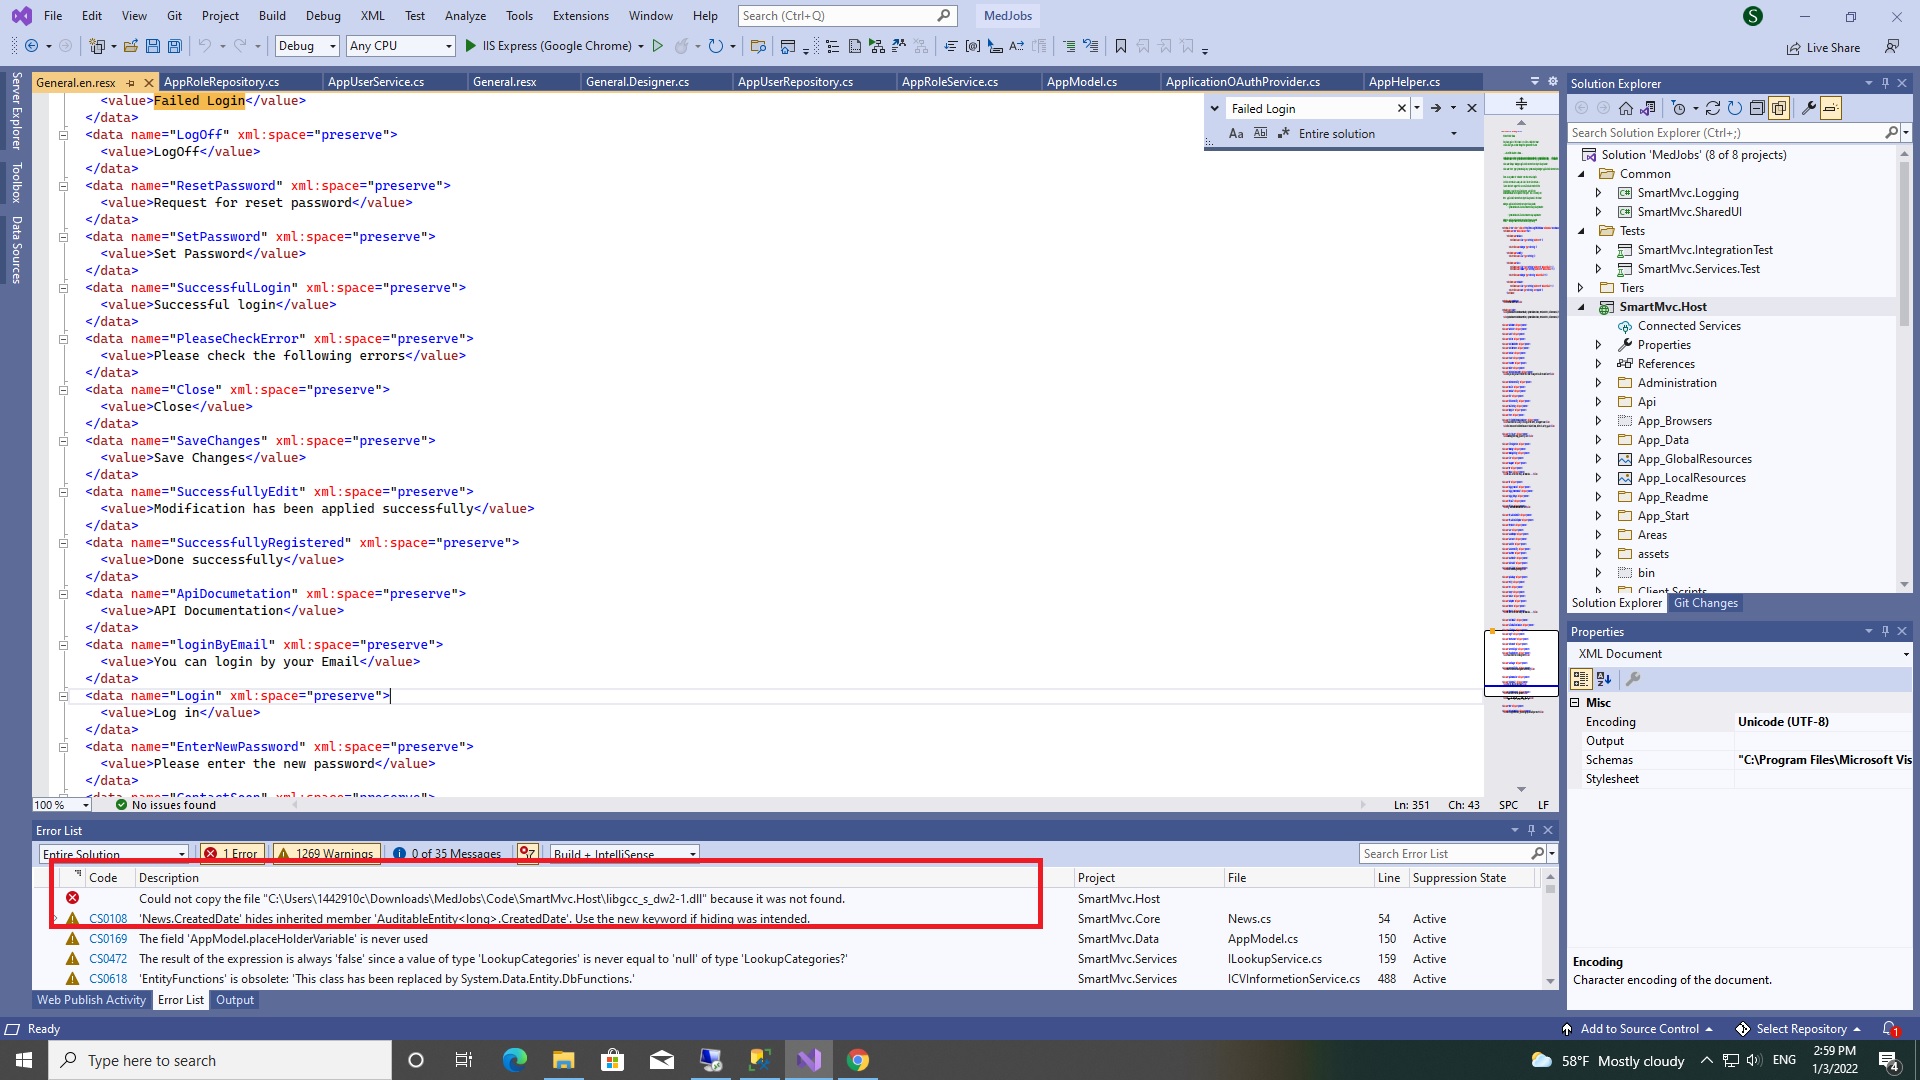 File Edit View Git Project Build Debug XML Test Analyze Tools Extensions Window Help Search (Ctrl+Q) MedJobs S
Debug Any CPU IIS Express (Google Chrome) Live Share
General.en.resx AppRoleRepository.cs AppUserService.cs General.resx General.Designer.cs AppUserRepository.cs AppRoleService.cs AppModel.cs ApplicationOAuthProvider.cs AppHelper.cs
Server Explorer
Toolbox
Data Sources
<value>Failed Login</value>
</data>
<data name="LogOff" xml:space="preserve">
<value>LogOff</value>
</data>
<data name="ResetPassword" xml:space="preserve">
<value>Request for reset password</value>
</data>
<data name="SetPassword" xml:space="preserve">
<value>Set Password</value>
</data>
<data name="SuccessfulLogin" xml:space="preserve">
<value>Successful login</value>
</data>
<data name="PleaseCheckError" xml:space="preserve">
<value>Please check the following errors</value>
</data>
<data name="Close" xml:space="preserve">
<value>Close</value>
</data>
<data name="SaveChanges" xml:space="preserve">
<value>Save Changes</value>
</data>
<data name="SuccessfullyEdit" xml:space="preserve">
<value>Modification has been applied successfully</value>
</data>
<data name="SuccessfullyRegistered" xml:space="preserve">
<value>Done successfully</value>
</data>
<data name="ApiDocumetation" xml:space="preserve">
<value>API Documentation</value>
</data>
<data name="loginByEmail" xml:space="preserve">
<value>You can login by your Email</value>
</data>
<data name="Login" xml:space="preserve">
<value>Log in</value>
</data>
<data name="EnterNewPassword" xml:space="preserve">
<value>Please enter the new password</value>
</data>
Failed Login
Aa Ab Entire solution
100 % No issues found Ln: 351 Ch: 43 SPC LF
Solution Explorer
Search Solution Explorer (Ctrl+;)
Solution 'MedJobs' (8 of 8 projects)
Common
SmartMvc.Logging
SmartMvc.SharedUI
Tests
SmartMvc.IntegrationTest
SmartMvc.Services.Test
Tiers
SmartMvc.Host
Connected Services
Properties
References
Administration
Api
App_Browsers
App_Data
App_GlobalResources
App_LocalResources
App_Readme
App_Start
Areas
assets
bin
Client Scripts
Solution Explorer Git Changes
Properties
XML Document
Misc
Encoding Unicode (UTF-8)
Output
Schemas "C:\Program Files\Microsoft Vis
Stylesheet
Encoding
Character encoding of the document.
Error List
Entire Solution 1 Error 1269 Warnings 0 of 35 Messages Build + IntelliSense Search Error List
Code Description Project File Line Suppression State
Could not copy the file "C:\Users\1442910c\Downloads\MedJobs\Code\SmartMvc.Host\libgcc_s_dw2-1.dll" because it was not found. SmartMvc.Host
CS0108 'News.CreatedDate' hides inherited member 'AuditableEntity<long>.CreatedDate'. Use the new keyword if hiding was intended. SmartMvc.Core News.cs 54 Active
CS0169 The field 'AppModel.placeHolderVariable' is never used SmartMvc.Data AppModel.cs 150 Active
CS0472 The result of the expression is always 'false' since a value of type 'LookupCategories' is never equal to 'null' of type 'LookupCategories?' SmartMvc.Services ILookupService.cs 159 Active
CS0618 'EntityFunctions' is obsolete: 'This class has been replaced by System.Data.Entity.DbFunctions.' SmartMvc.Services ICVInformetionService.cs 488 Active
Web Publish Activity Error List Output
Ready Add to Source Control Select Repository 1
Type here to search 58°F Mostly cloudy ENG 2:59 PM
1/3/2022 4